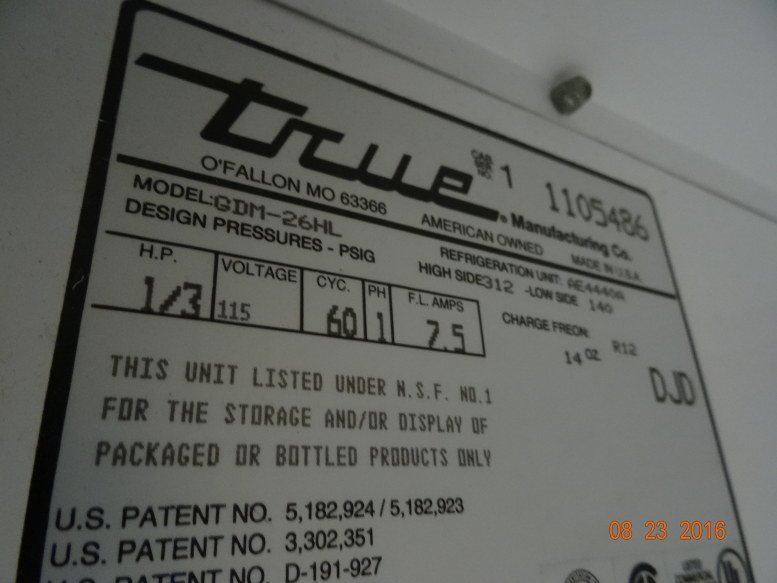 true ® Manufacturing Co.
CAB SER NO. 1 1105486
O'FALLON MO 63366 AMERICAN OWNED MADE IN U.S.A.
MODEL:GDM-26HL REFRIGERATION UNIT: AE4440A
DESIGN PRESSURES - PSIG HIGH SIDE312 -LOW SIDE 140
H.P. VOLTAGE CYC. PH F.L. AMPS CHARGE FREON:
1/3 115 60 1 7.5 14 OZ R12
DJD
THIS UNIT LISTED UNDER N.S.F. NO.1
FOR THE STORAGE AND/OR DISPLAY OF
PACKAGED OR BOTTLED PRODUCTS ONLY
U.S. PATENT NO. 5,182,924 / 5,182,923
U.S. PATENT NO. 3,302,351
U.S. PATENT NO. D-191-927
08 23 2016